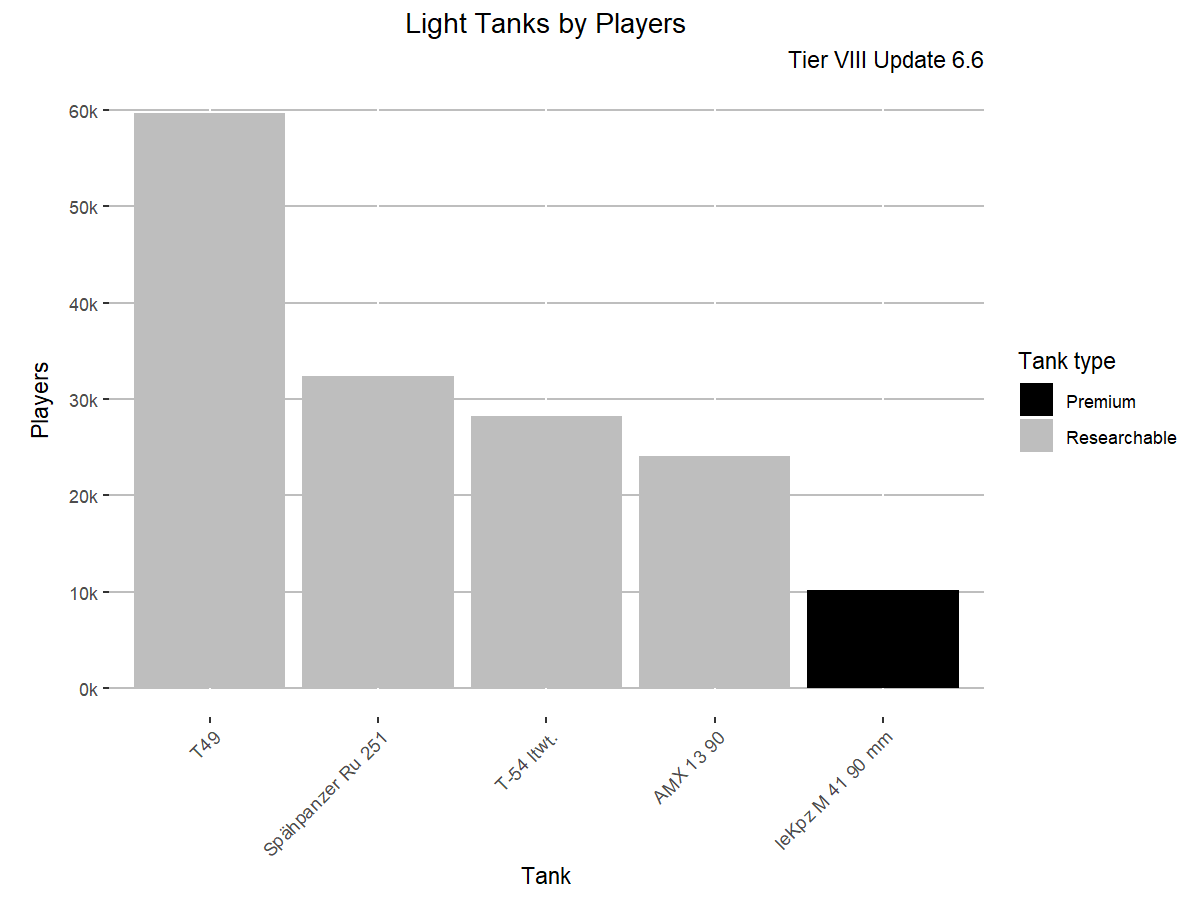 Light Tanks by Players
Tier VIII Update 6.6
60k
50k
40k
30k
20k
10k
0k
Players
T49
Spähpanzer Ru 251
T-54 ltwt.
AMX 13 90
leKpz M 41 90 mm
Tank
Tank type
Premium
Researchable